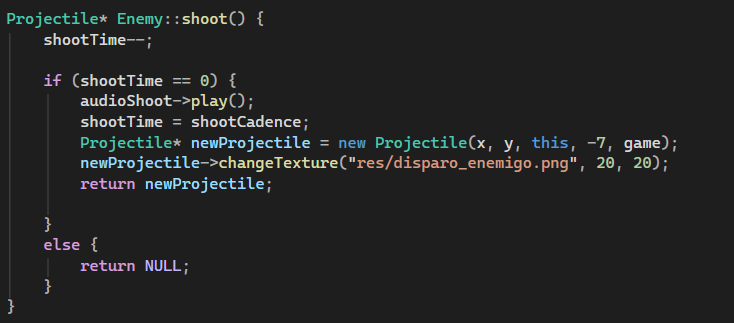 Projectile* Enemy::shoot() {
    shootTime--;

    if (shootTime == 0) {
        audioShoot->play();
        shootTime = shootCadence;
        Projectile* newProjectile = new Projectile(x, y, this, -7, game);
        newProjectile->changeTexture("res/disparo_enemigo.png", 20, 20);
        return newProjectile;

    }
    else {
        return NULL;
    }
}